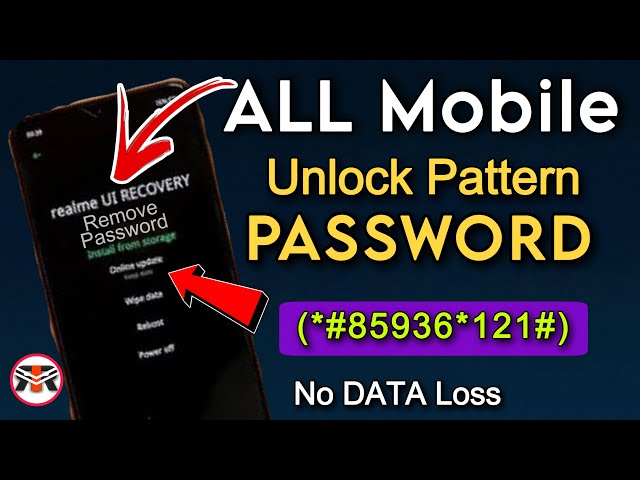 ALL Mobile
Unlock Pattern
PASSWORD
(*#85936*121#)
No DATA Loss
realme UI RECOVERY
Remove
Password
Install from storage
Online update
Wipe data
Reboot
Power off